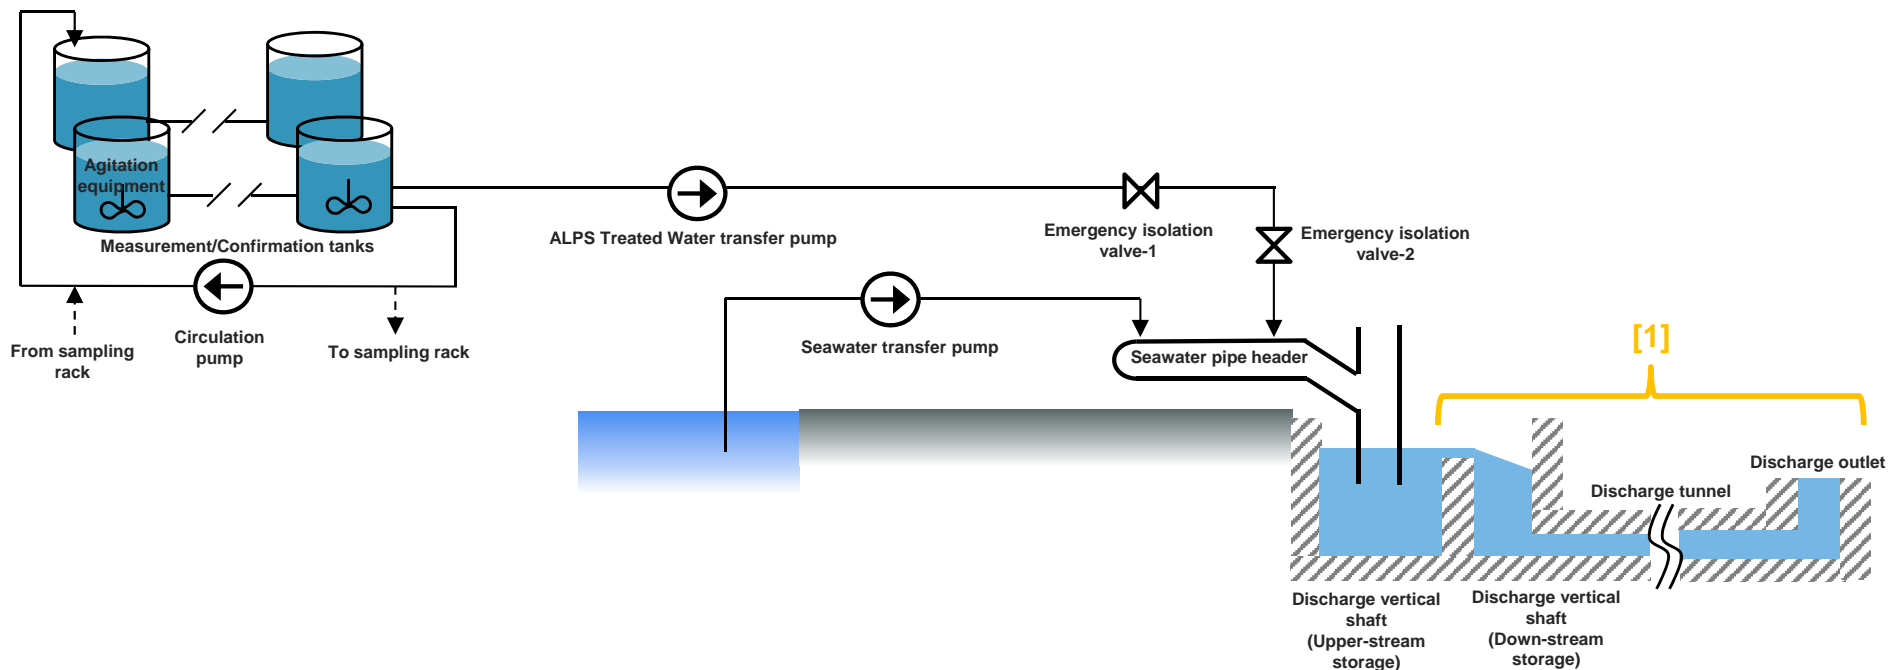 Agitation
equipment
Measurement/Confirmation tanks
ALPS Treated Water transfer pump
Emergency isolation
valve-1
Emergency isolation
valve-2
From sampling
rack
Circulation
pump
To sampling rack
Seawater transfer pump
Seawater pipe header
[1]
Discharge outlet
Discharge tunnel
Discharge vertical
shaft
(Upper-stream
storage)
Discharge vertical
shaft
(Down-stream
storage)